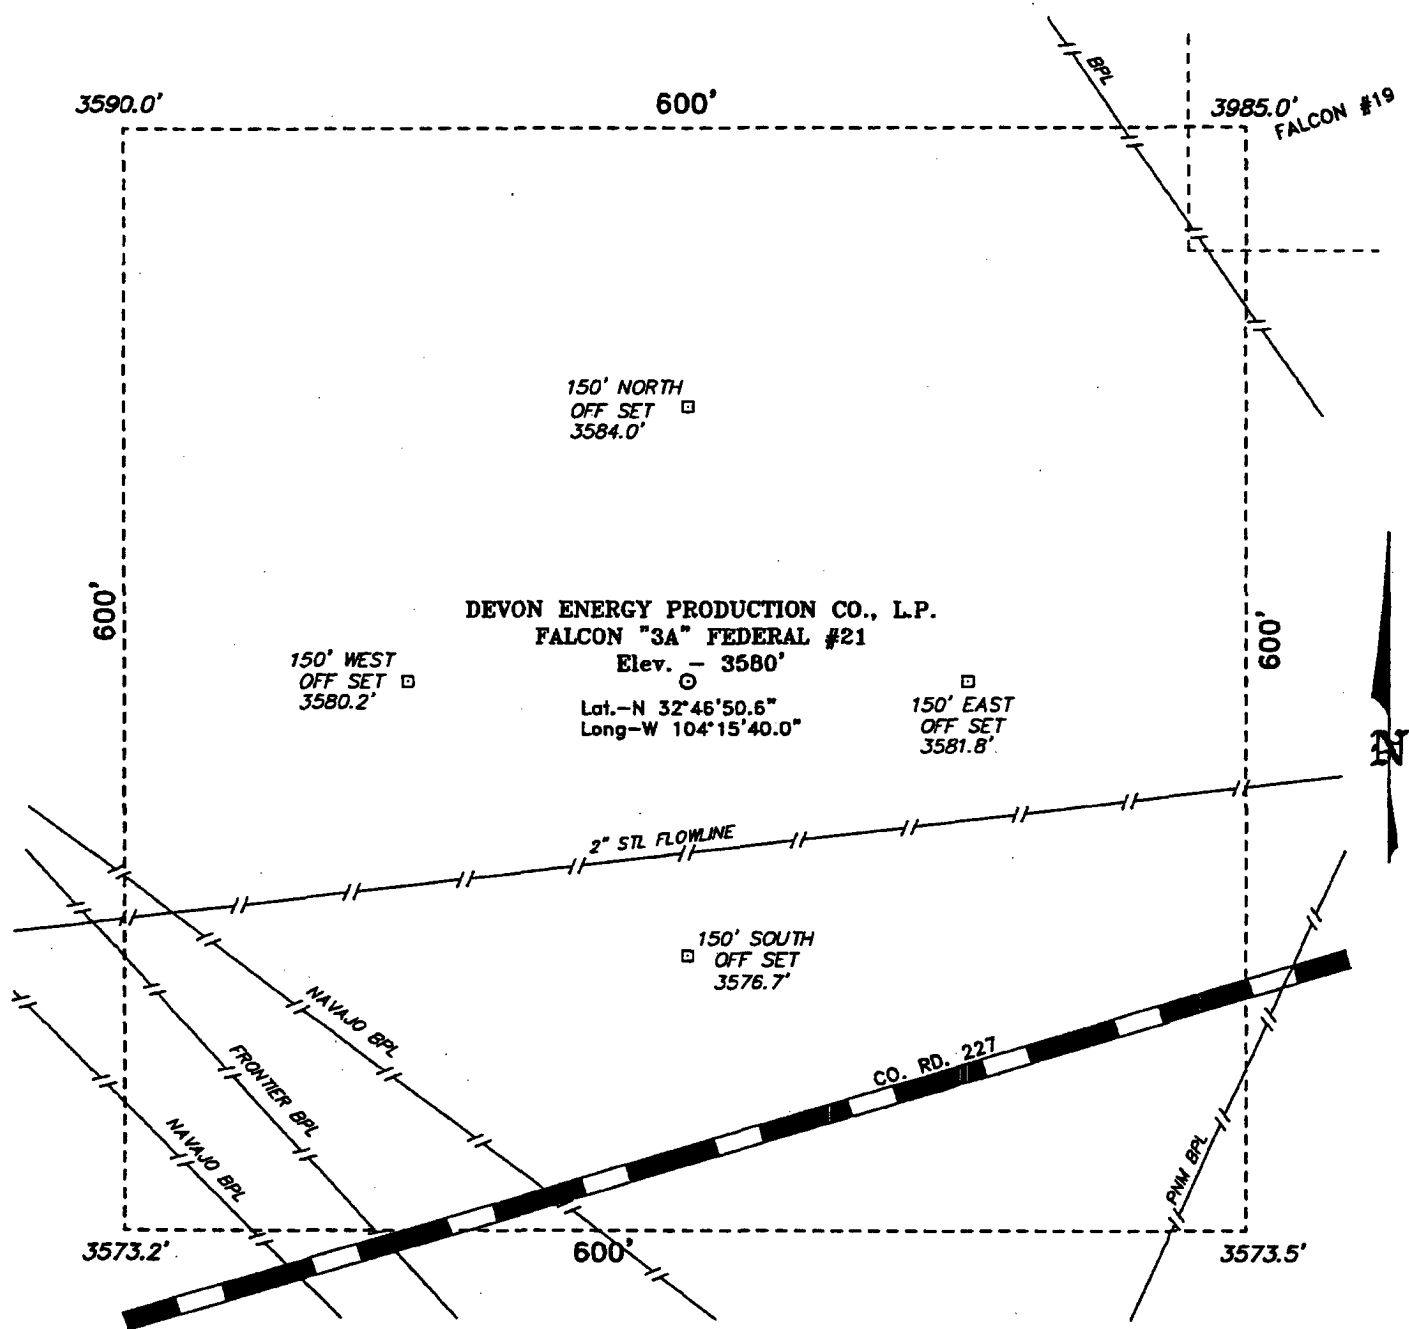 BPL
3590.0'
600'
3985.0'
FALCON #19
150' NORTH
OFF SET
3584.0'
600'
600'
DEVON ENERGY PRODUCTION CO., L.P.
FALCON "3A" FEDERAL #21
Elev. - 3580'
Lat.-N 32°46'50.6"
Long-W 104°15'40.0"
150' WEST
OFF SET
3580.2'
150' EAST
OFF SET
3581.8'
N
2" STL FLOWLINE
150' SOUTH
OFF SET
3576.7'
NAVAJO BPL
FRONTIER BPL
NAVAJO BPL
CO. RD. 227
PNM BPL
3573.2'
600'
3573.5'